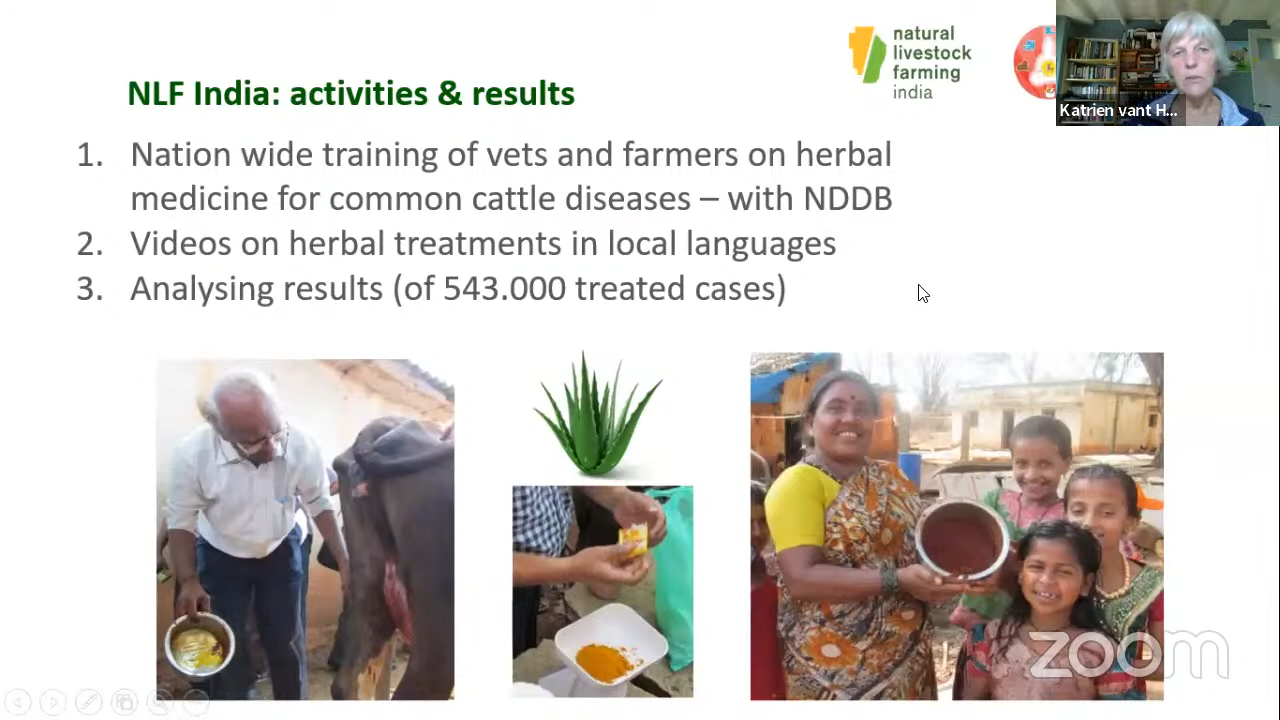 natural
livestock
farming
india
Katrien vant H...
NLF India: activities & results
1. Nation wide training of vets and farmers on herbal
medicine for common cattle diseases – with NDDB
2. Videos on herbal treatments in local languages
3. Analysing results (of 543.000 treated cases)
zoom